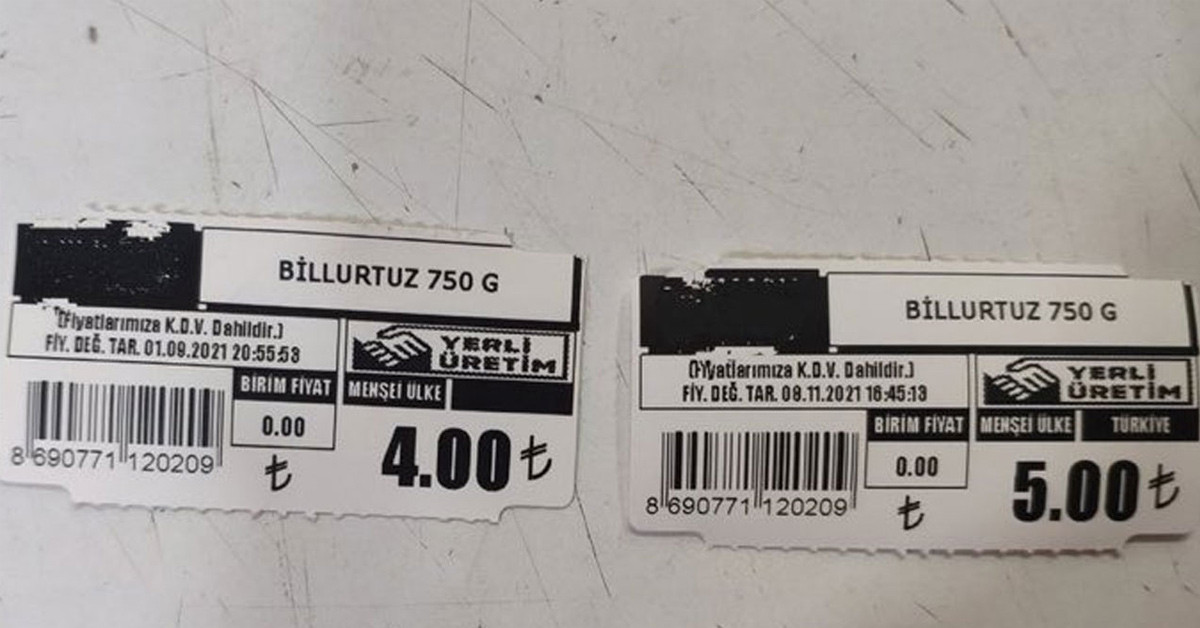 BİLLURTUZ 750 G
(Fiyatlarımıza K.D.V. Dahildir.)
FİY. DEĞ. TAR. 01.09.2021 20:55:53
YERLİ
ÜRETİM
BİRİM FİYAT
MENŞEİ ÜLKE
0.00
₺
4.00 ₺
8 690771 120209
BİLLURTUZ 750 G
(Fiyatlarımıza K.D.V. Dahildir.)
FİY. DEĞ. TAR. 08.11.2021 16:45:13
YERLİ
ÜRETİM
BİRİM FİYAT
MENŞEİ ÜLKE
TÜRKİYE
0.00
₺
5.00 ₺
8 690771 120209